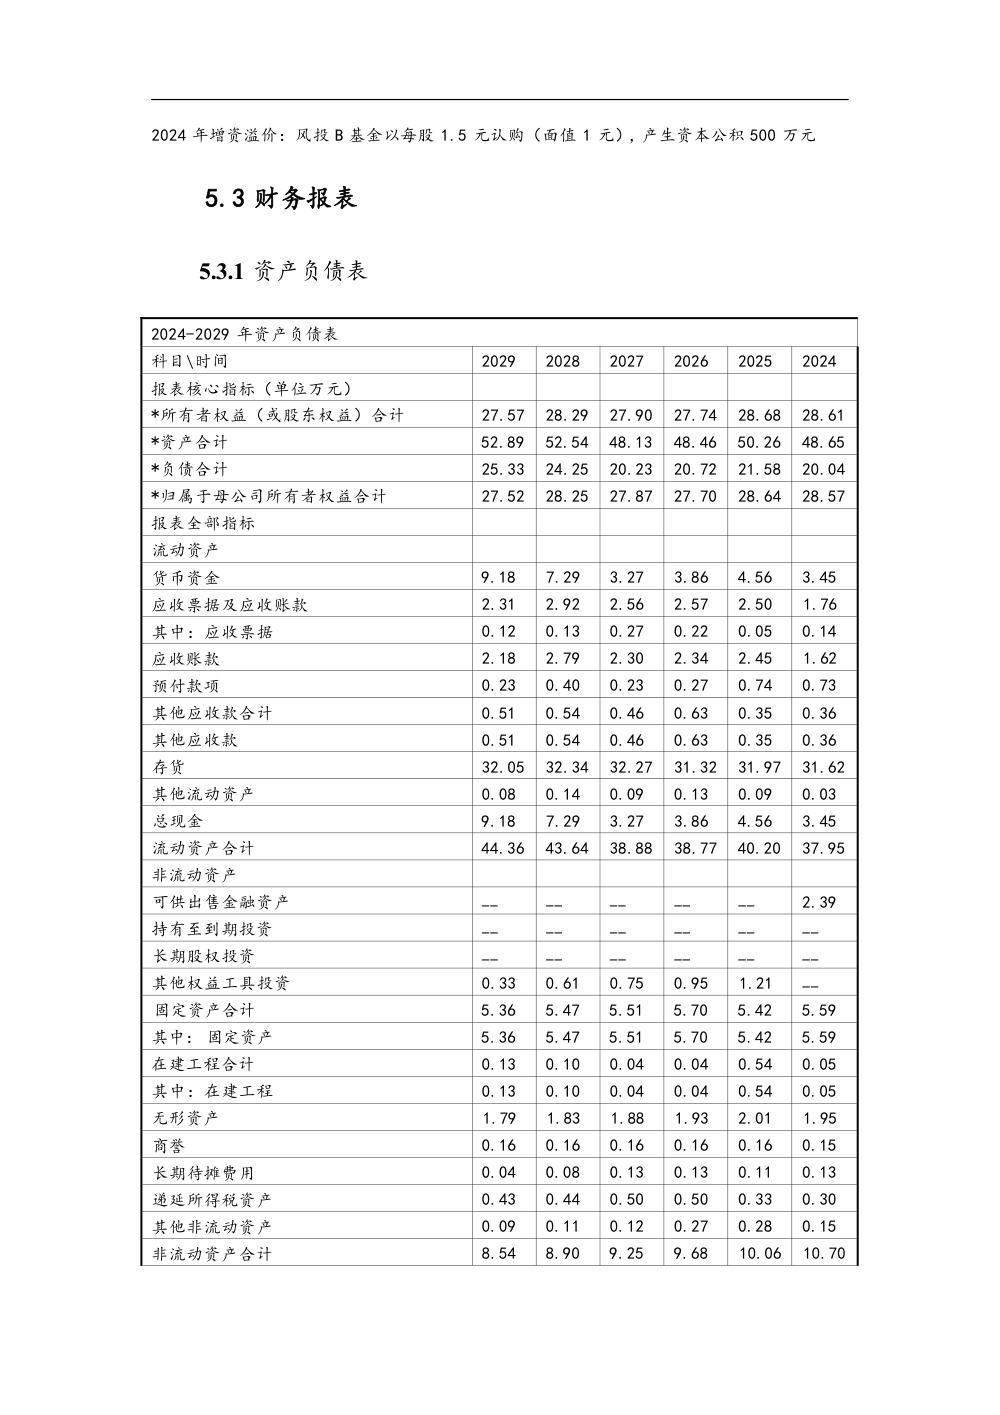 2024 年增资溢价：风投 B 基金以每股 1.5 元认购（面值 1 元），产生资本公积 500 万元
5.3 财务报表
5.3.1 资产负债表
2024-2029 年资产负债表
科目\时间 2029 2028 2027 2026 2025 2024
报表核心指标（单位万元）
*所有者权益（或股东权益）合计 27.57 28.29 27.90 27.74 28.68 28.61
*资产合计 52.89 52.54 48.13 48.46 50.26 48.65
*负债合计 25.33 24.25 20.23 20.72 21.58 20.04
*归属于母公司所有者权益合计 27.52 28.25 27.87 27.70 28.64 28.57
报表全部指标
流动资产
货币资金 9.18 7.29 3.27 3.86 4.56 3.45
应收票据及应收账款 2.31 2.92 2.56 2.57 2.50 1.76
其中：应收票据 0.12 0.13 0.27 0.22 0.05 0.14
应收账款 2.18 2.79 2.30 2.34 2.45 1.62
预付款项 0.23 0.40 0.23 0.27 0.74 0.73
其他应收款合计 0.51 0.54 0.46 0.63 0.35 0.36
其他应收款 0.51 0.54 0.46 0.63 0.35 0.36
存货 32.05 32.34 32.27 31.32 31.97 31.62
其他流动资产 0.08 0.14 0.09 0.13 0.09 0.03
总现金 9.18 7.29 3.27 3.86 4.56 3.45
流动资产合计 44.36 43.64 38.88 38.77 40.20 37.95
非流动资产
可供出售金融资产 —— —— —— —— —— 2.39
持有至到期投资 —— —— —— —— —— ——
长期股权投资 —— —— —— —— —— ——
其他权益工具投资 0.33 0.61 0.75 0.95 1.21 ——
固定资产合计 5.36 5.47 5.51 5.70 5.42 5.59
其中： 固定资产 5.36 5.47 5.51 5.70 5.42 5.59
在建工程合计 0.13 0.10 0.04 0.04 0.54 0.05
其中：在建工程 0.13 0.10 0.04 0.04 0.54 0.05
无形资产 1.79 1.83 1.88 1.93 2.01 1.95
商誉 0.16 0.16 0.16 0.16 0.16 0.15
长期待摊费用 0.04 0.08 0.13 0.13 0.11 0.13
递延所得税资产 0.43 0.44 0.50 0.50 0.33 0.30
其他非流动资产 0.09 0.11 0.12 0.27 0.28 0.15
非流动资产合计 8.54 8.90 9.25 9.68 10.06 10.70